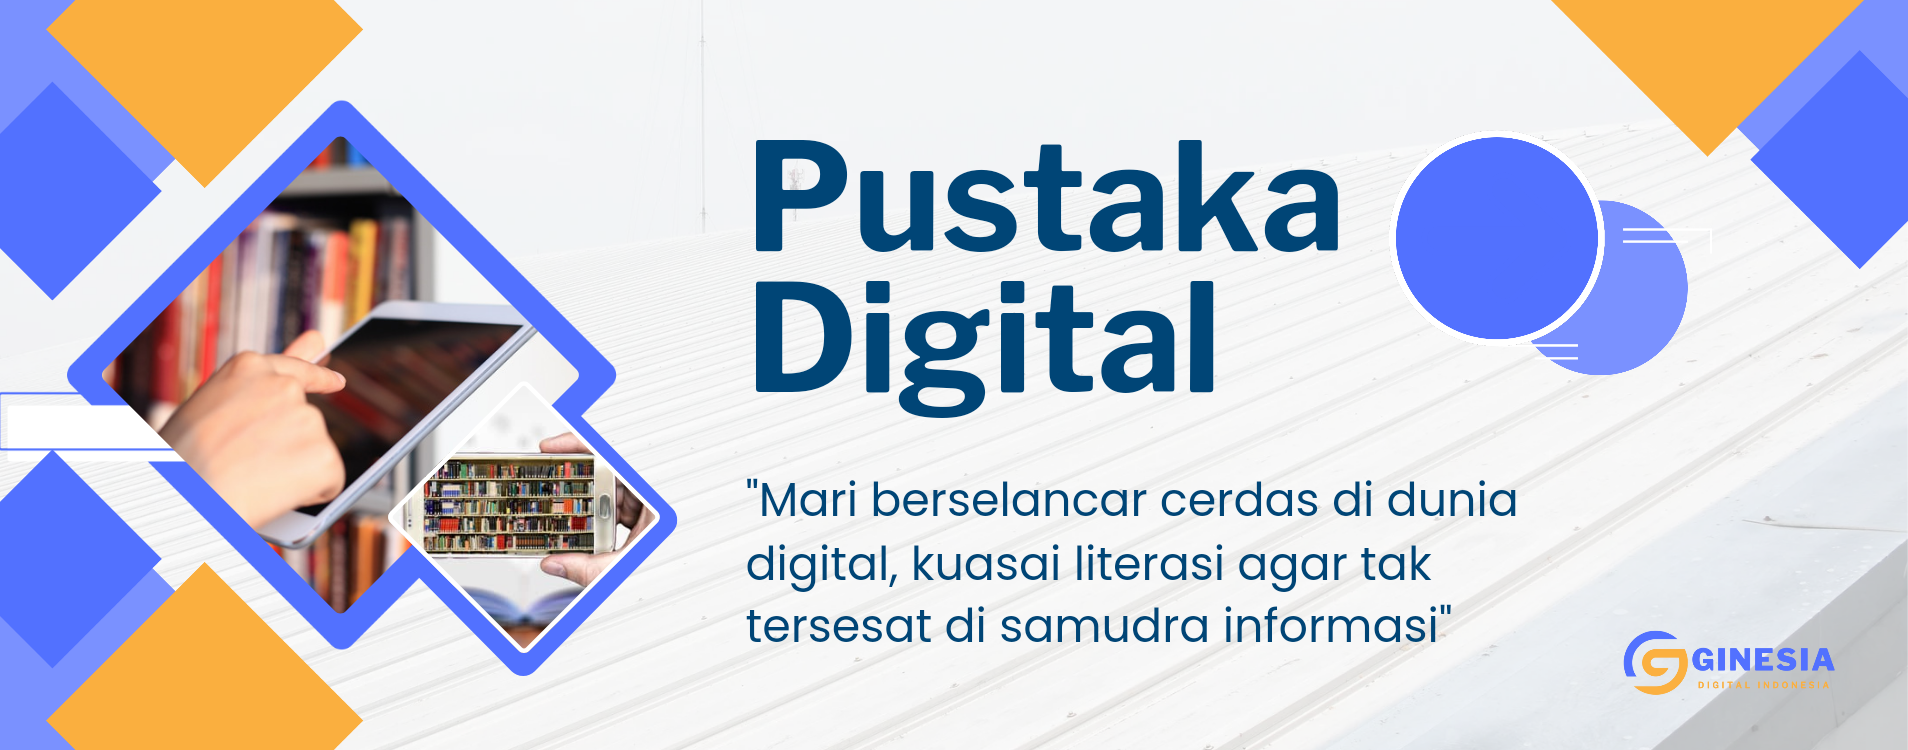 Pustaka
Digital
"Mari berselancar cerdas di dunia
digital, kuasai literasi agar tak
tersesat di samudra informasi"
GINESIA
DIGITAL INDONESIA